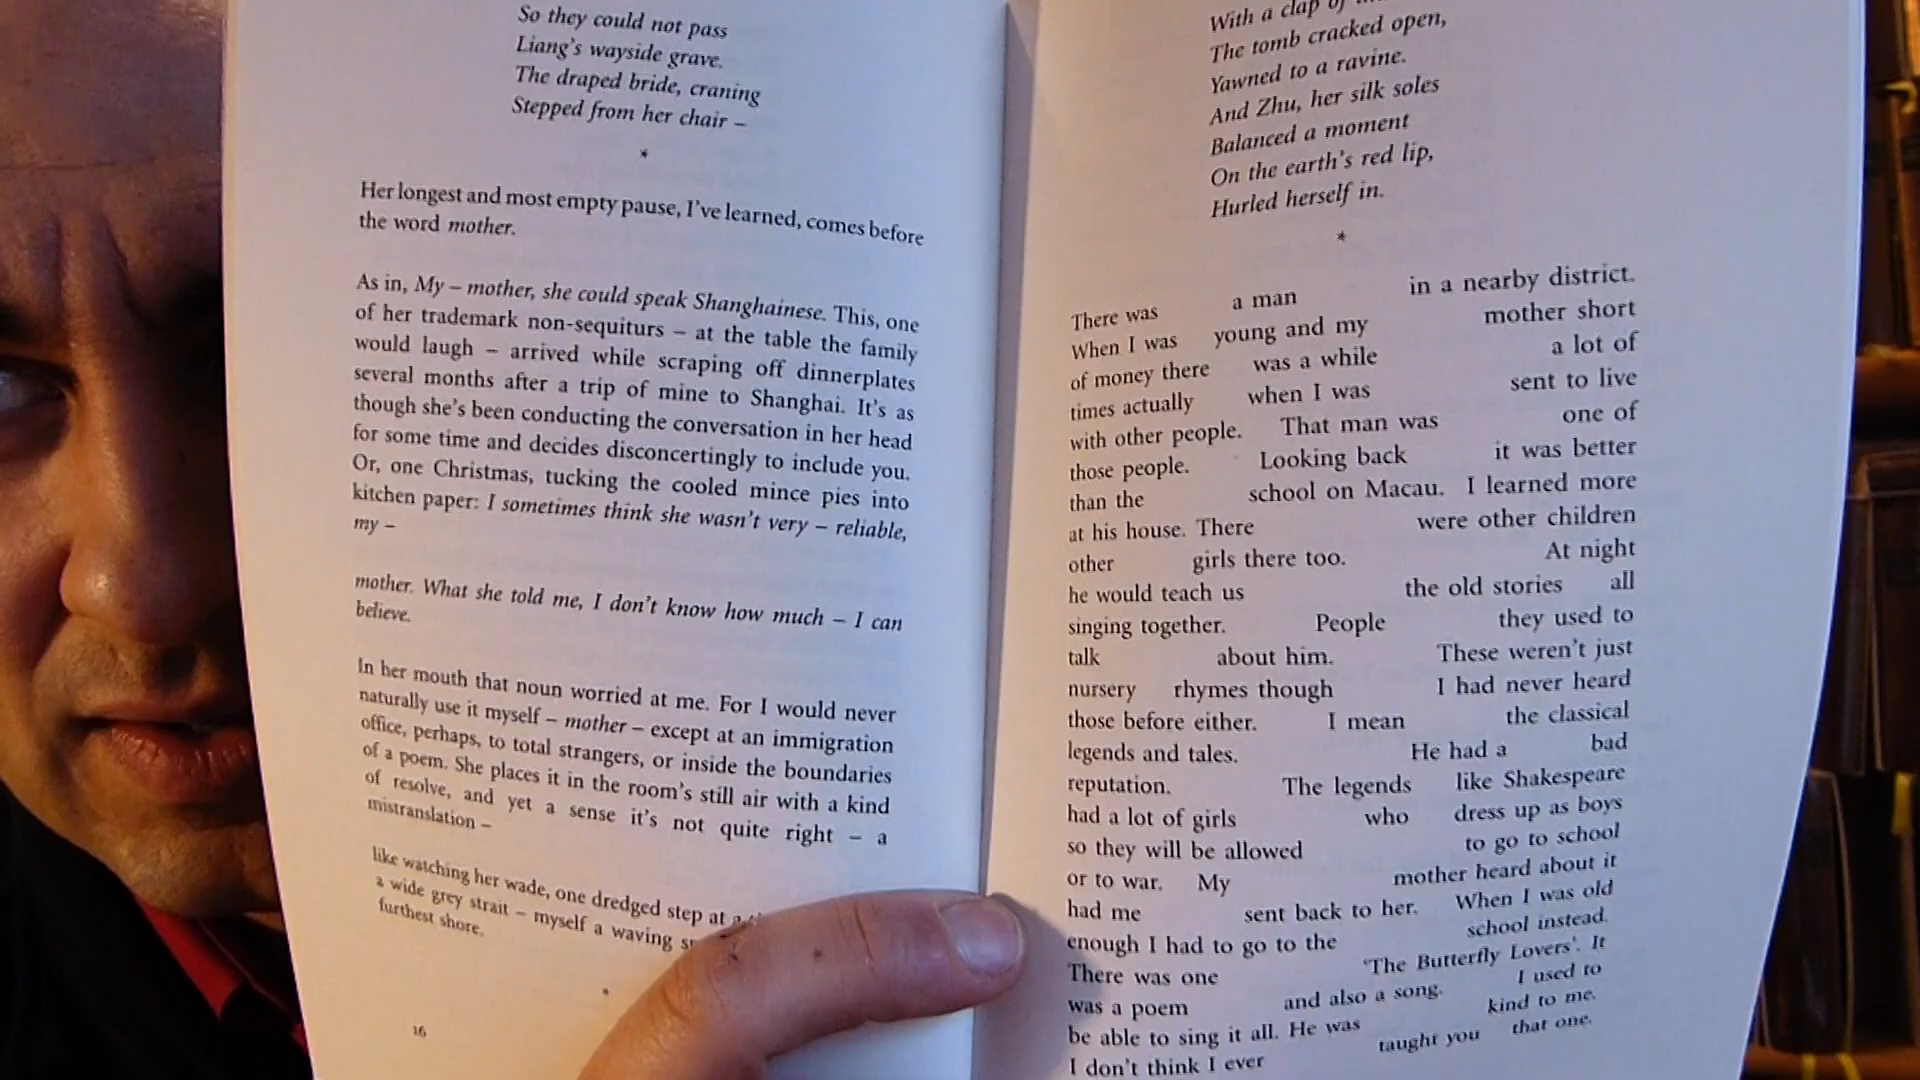 So they could not pass
Liang's wayside grave.
The draped bride, craning
Stepped from her chair –
*
Her longest and most empty pause, I've learned, comes before
the word mother.
As in, My – mother, she could speak Shanghainese. This, one
of her trademark non-sequiturs – at the table the family
would laugh – arrived while scraping off dinnerplates
several months after a trip of mine to Shanghai. It's as
though she's been conducting the conversation in her head
for some time and decides disconcertingly to include you.
Or, one Christmas, tucking the cooled mince pies into
kitchen paper: I sometimes think she wasn't very – reliable,
my –
mother. What she told me, I don't know how much – I can
believe.
In her mouth that noun worried at me. For I would never
naturally use it myself – mother – except at an immigration
office, perhaps, to total strangers, or inside the boundaries
of a poem. She places it in the room's still air with a kind
of resolve, and yet a sense it's not quite right – a
mistranslation –
like watching her wade, one dredged step at
a wide grey strait – myself a waving
furthest shore.
*
16
With a clap of
The tomb cracked open,
Yawned to a ravine.
And Zhu, her silk soles
Balanced a moment
On the earth's red lip,
Hurled herself in.
*
There was a man in a nearby district.
When I was young and my mother short
of money there was a while a lot of
times actually when I was sent to live
with other people. That man was one of
those people. Looking back it was better
than the school on Macau. I learned more
at his house. There were other children
other girls there too. At night
he would teach us the old stories all
singing together. People they used to
talk about him. These weren't just
nursery rhymes though I had never heard
those before either. I mean the classical
legends and tales. He had a bad
reputation. The legends like Shakespeare
had a lot of girls who dress up as boys
so they will be allowed to go to school
or to war. My mother heard about it
had me sent back to her. When I was old
enough I had to go to the school instead.
There was one 'The Butterfly Lovers'. It
was a poem and also a song. I used to
be able to sing it all. He was kind to me.
I don't think I ever taught you that one.